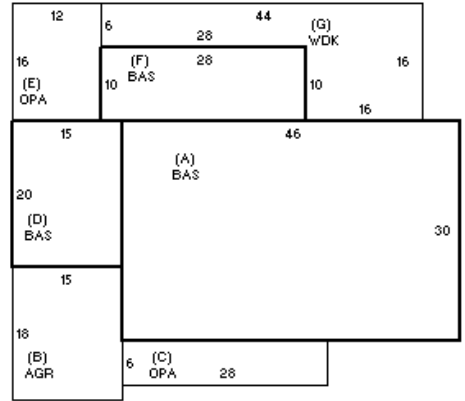 12
44
6
28
(G)
WDK
16
(E)
OPA
10
(F)
BAS
28
10
16
16
15
46
(A)
BAS
20
(D)
BAS
30
15
18
(B)
AGR
6
(C)
OPA
28